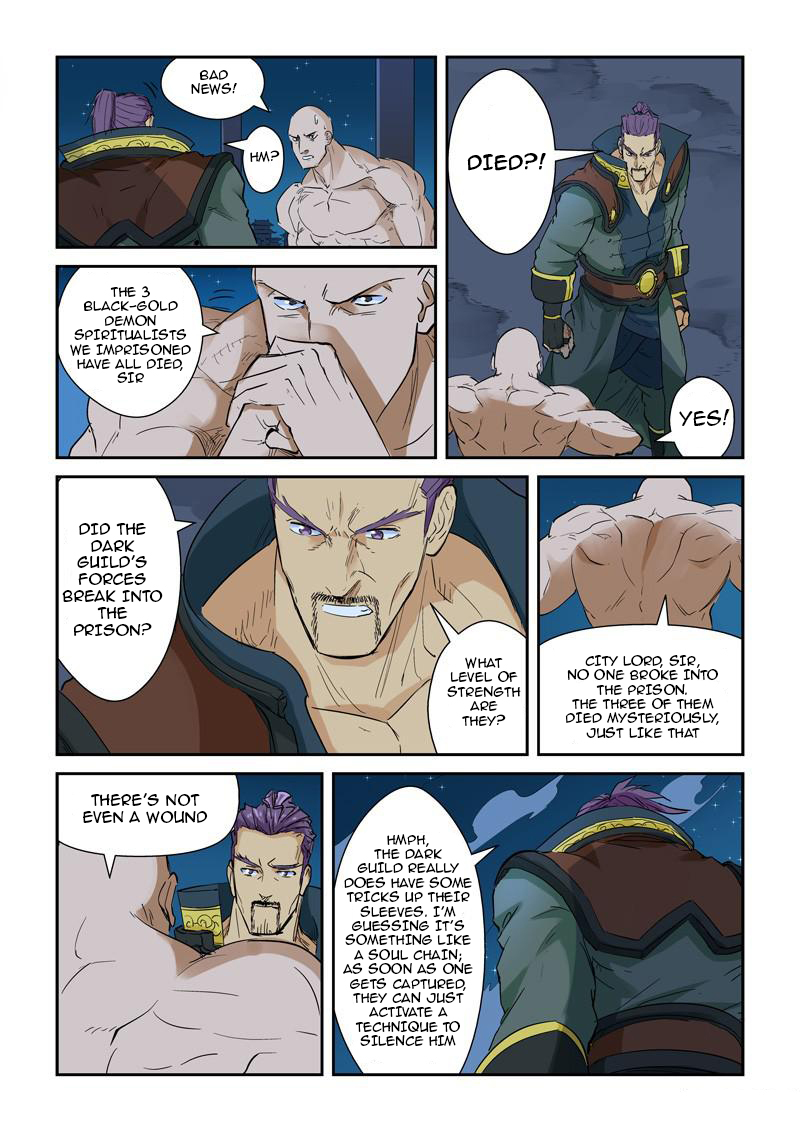 BAD
NEWS!
HM?
THE 3
BLACK-GOLD
DEMON
SPIRITUALISTS
WE IMPRISONED
HAVE ALL DIED,
SIR
DIED?!
YES!
DID THE
DARK
GUILD'S
FORCES
BREAK INTO
THE
PRISON?
WHAT
LEVEL OF
STRENGTH
ARE
THEY?
CITY LORD, SIR,
NO ONE BROKE INTO
THE PRISON.
THE THREE OF THEM
DIED MYSTERIOUSLY,
JUST LIKE THAT
THERE'S NOT
EVEN A WOUND
HMPH,
THE DARK
GUILD REALLY
DOES HAVE SOME
TRICKS UP THEIR
SLEEVES. I'M
GUESSING IT'S
SOMETHING LIKE
A SOUL CHAIN;
AS SOON AS ONE
GETS CAPTURED,
THEY CAN JUST
ACTIVATE A
TECHNIQUE TO
SILENCE HIM